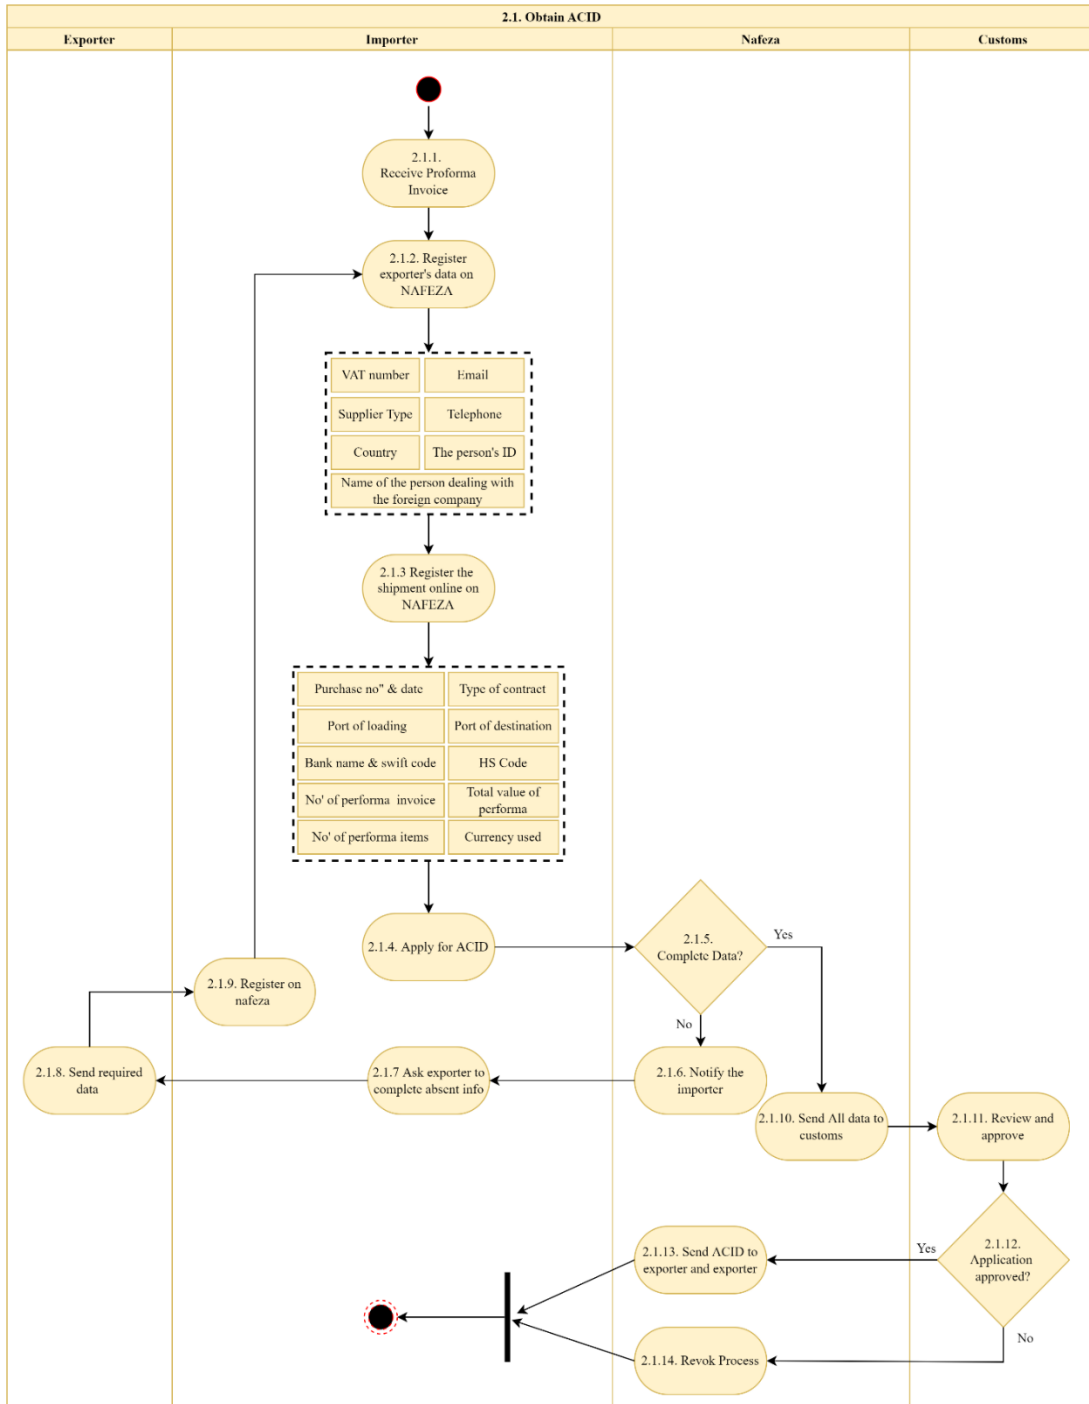 2.1. Obtain ACID
Exporter
Importer
Nafeza
Customs
2.1.1.
Receive Proforma
Invoice
2.1.2. Register
exporter's data on
NAFEZA
VAT number
Email
Supplier Type
Telephone
Country
The person's ID
Name of the person dealing with
the foreign company
2.1.3 Register the
shipment online on
NAFEZA
Purchase no" & date
Type of contract
Port of loading
Port of destination
Bank name & swift code
HS Code
No' of performa invoice
Total value of
performa
No' of performa items
Currency used
2.1.4. Apply for ACID
2.1.5.
Complete Data?
Yes
No
2.1.9. Register on
nafeza
2.1.8. Send required
data
2.1.7 Ask exporter to
complete absent info
2.1.6. Notify the
importer
2.1.10. Send All data to
customs
2.1.11. Review and
approve
2.1.12.
Application
approved?
Yes
No
2.1.13. Send ACID to
exporter and exporter
2.1.14. Revok Process